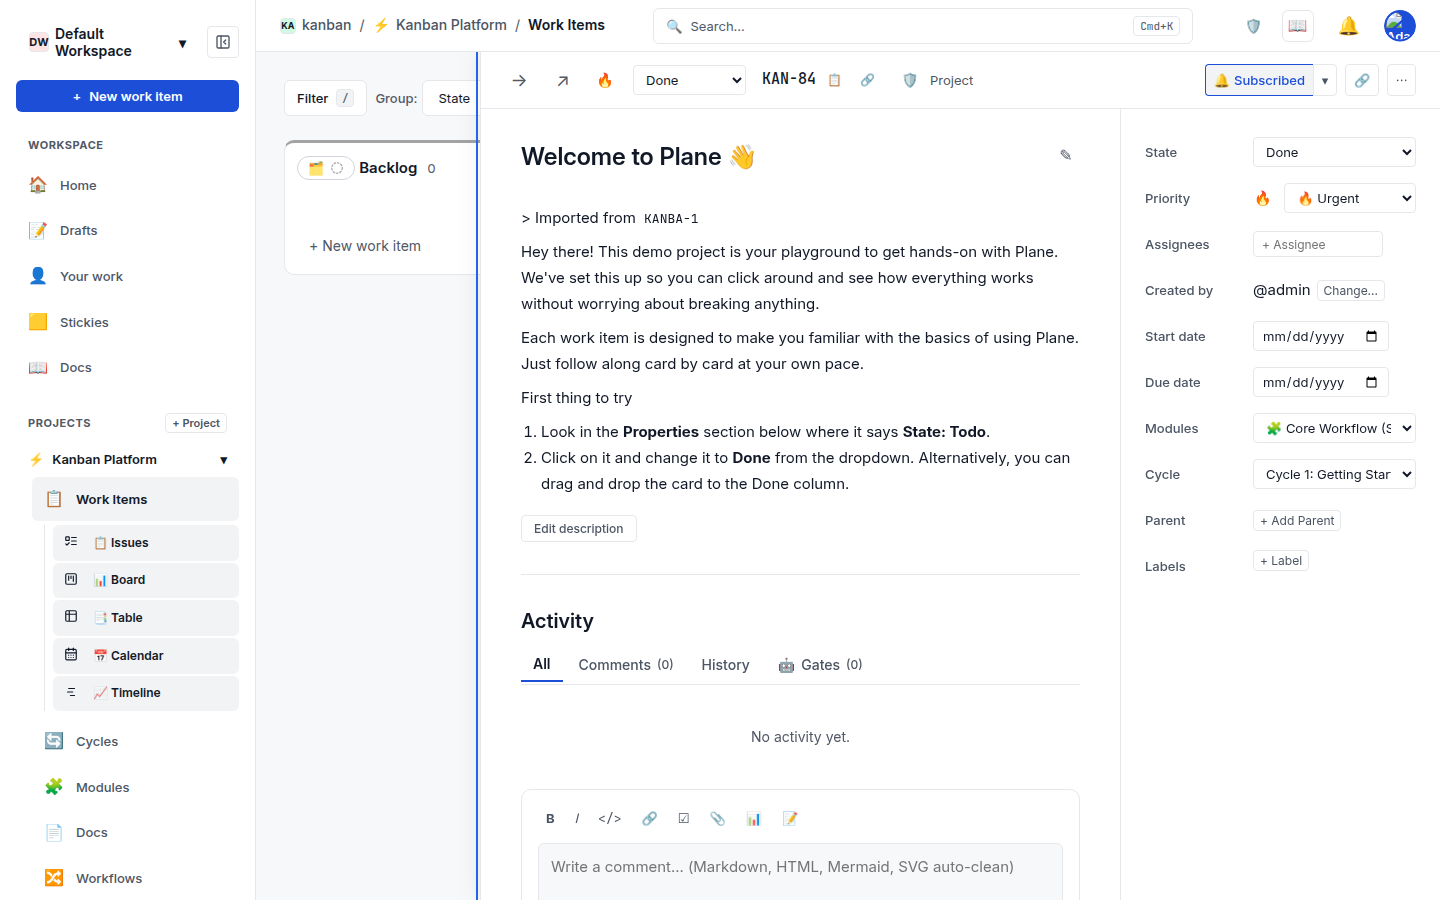 DW Default Workspace ▾
+ New work item
WORKSPACE
🏠 Home
📝 Drafts
👤 Your work
🟨 Stickies
📖 Docs
PROJECTS
+ Project
⚡ Kanban Platform ▾
📋 Work Items
📋 Issues
📊 Board
📑 Table
📅 Calendar
📈 Timeline
🔄 Cycles
🧩 Modules
📄 Docs
🔀 Workflows
KA kanban / ⚡ Kanban Platform / Work Items
🔍 Search... Cmd+K
Filter /
Group: State
Backlog 0
+ New work item
→ ↗ 🔥 Done KAN-84 📋 🔗 🛡️ Project
🔔 Subscribed ▾ 🔗 ...
Welcome to Plane 👋
✎
> Imported from KANBA-1
Hey there! This demo project is your playground to get hands-on with Plane.
We've set this up so you can click around and see how everything works
without worrying about breaking anything.
Each work item is designed to make you familiar with the basics of using Plane.
Just follow along card by card at your own pace.
First thing to try
1. Look in the Properties section below where it says State: Todo.
2. Click on it and change it to Done from the dropdown. Alternatively, you can
drag and drop the card to the Done column.
Edit description
Activity
All Comments (0) History 🤖 Gates (0)
No activity yet.
B I </> 🔗 ☑ 📎 📊 📝
Write a comment... (Markdown, HTML, Mermaid, SVG auto-clean)
State Done
Priority 🔥 🔥 Urgent
Assignees + Assignee
Created by @admin Change...
Start date mm/dd/yyyy
Due date mm/dd/yyyy
Modules 🧩 Core Workflow (S
Cycle Cycle 1: Getting Star
Parent + Add Parent
Labels + Label